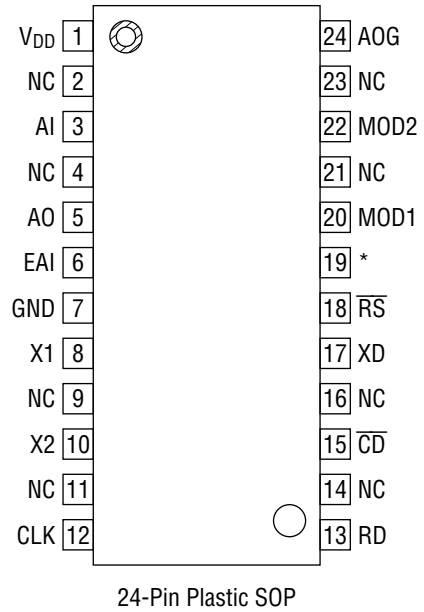 V_DD 1 24 AOG
NC 2 23 NC
AI 3 22 MOD2
NC 4 21 NC
AO 5 20 MOD1
EAI 6 19 *
GND 7 18 R̅S̅
X1 8 17 XD
NC 9 16 NC
X2 10 15 C̅D̅
NC 11 14 NC
CLK 12 13 RD
24-Pin Plastic SOP